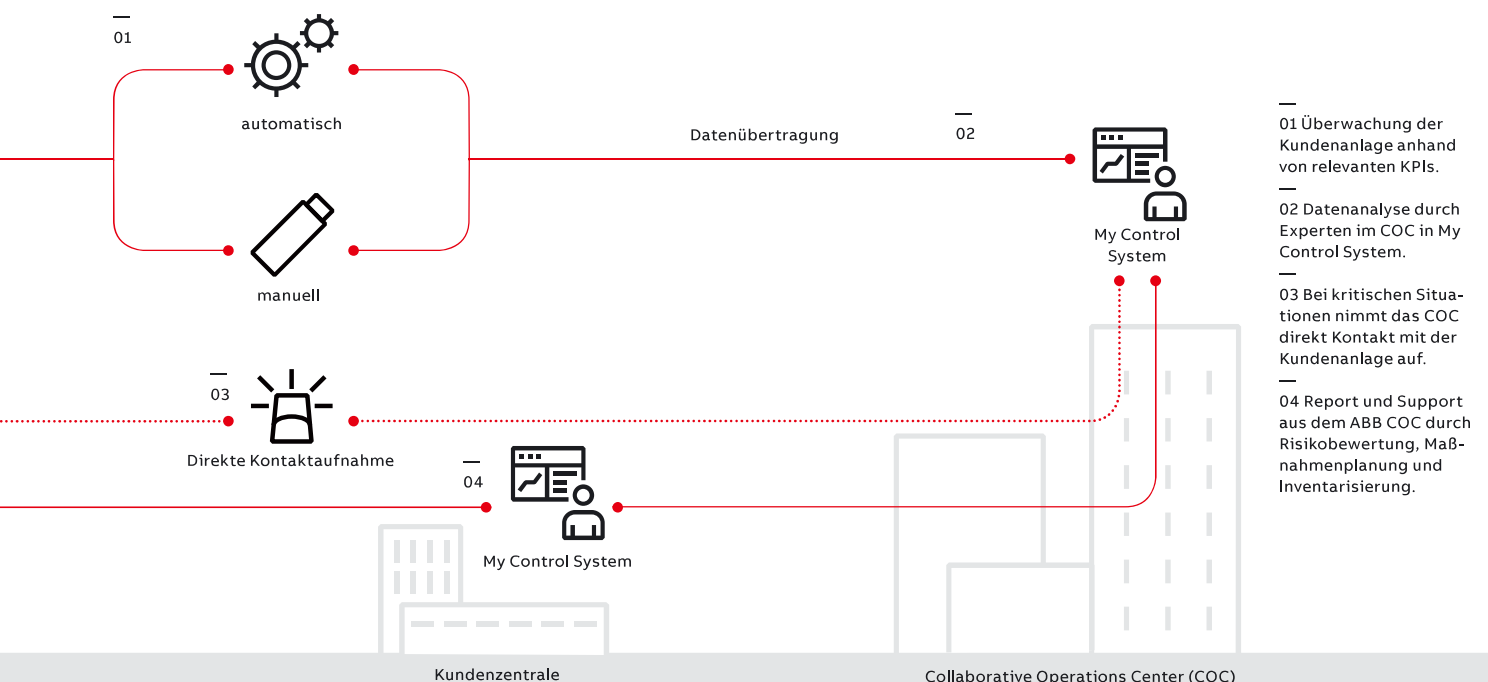 01
automatisch
manuell
Datenübertragung
02
My Control
System
03
Direkte Kontaktaufnahme
04
My Control System
Kundenzentrale
Collaborative Operations Center (COC)
01 Überwachung der
Kundenanlage anhand
von relevanten KPIs.
02 Datenanalyse durch
Experten im COC in My
Control System.
03 Bei kritischen Situa-
tionen nimmt das COC
direkt Kontakt mit der
Kundenanlage auf.
04 Report und Support
aus dem ABB COC durch
Risikobewertung, Maß-
nahmenplanung und
Inventarisierung.